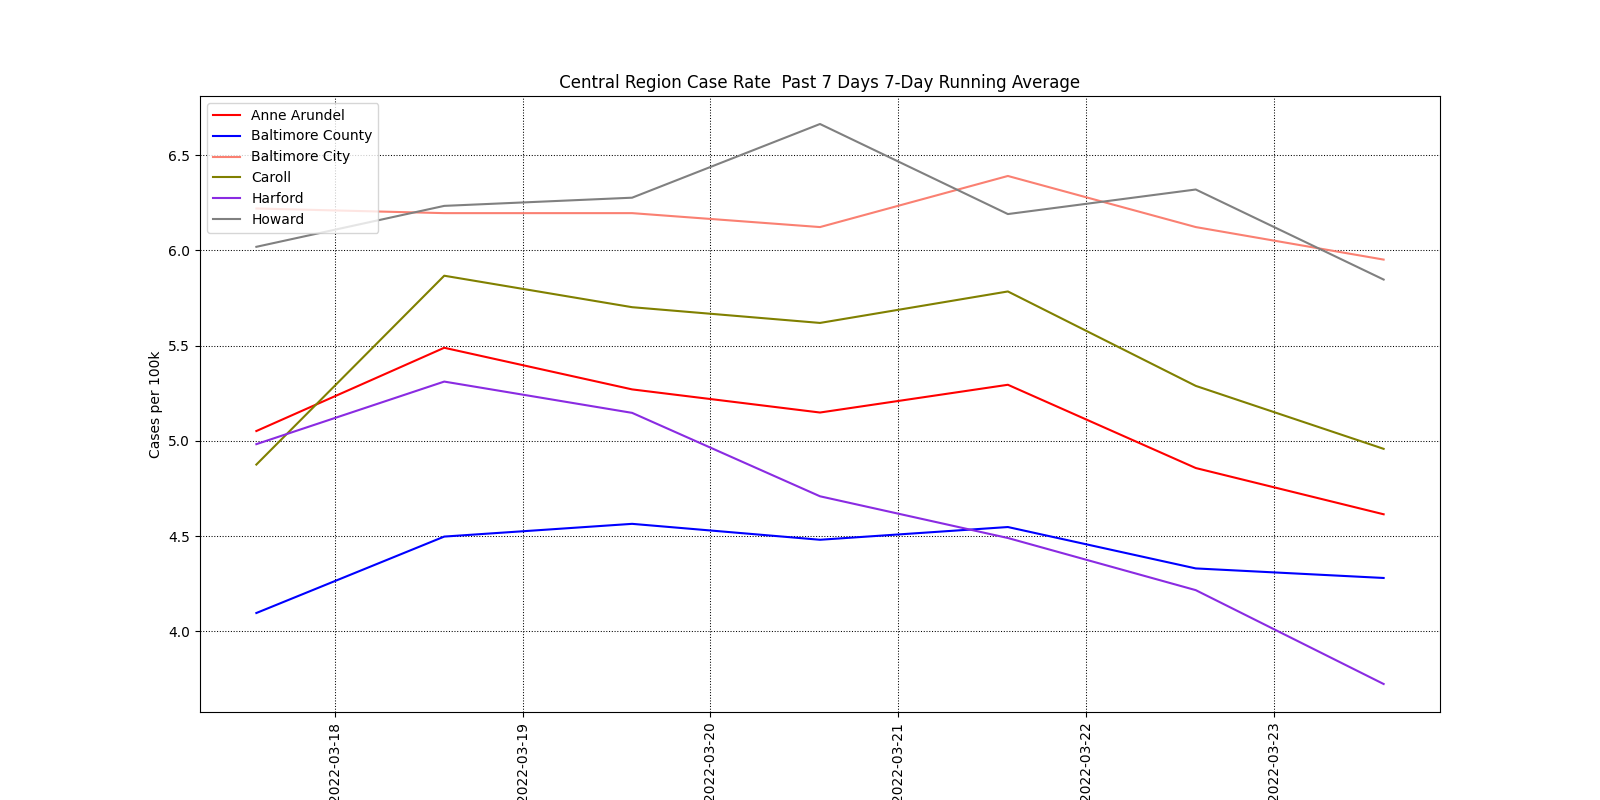 Central Region Case Rate  Past 7 Days 7-Day Running Average
Anne Arundel
Baltimore County
Baltimore City
Caroll
Harford
Howard
Cases per 100k
6.5
6.0
5.5
5.0
4.5
4.0
2022-03-18
2022-03-19
2022-03-20
2022-03-21
2022-03-22
2022-03-23